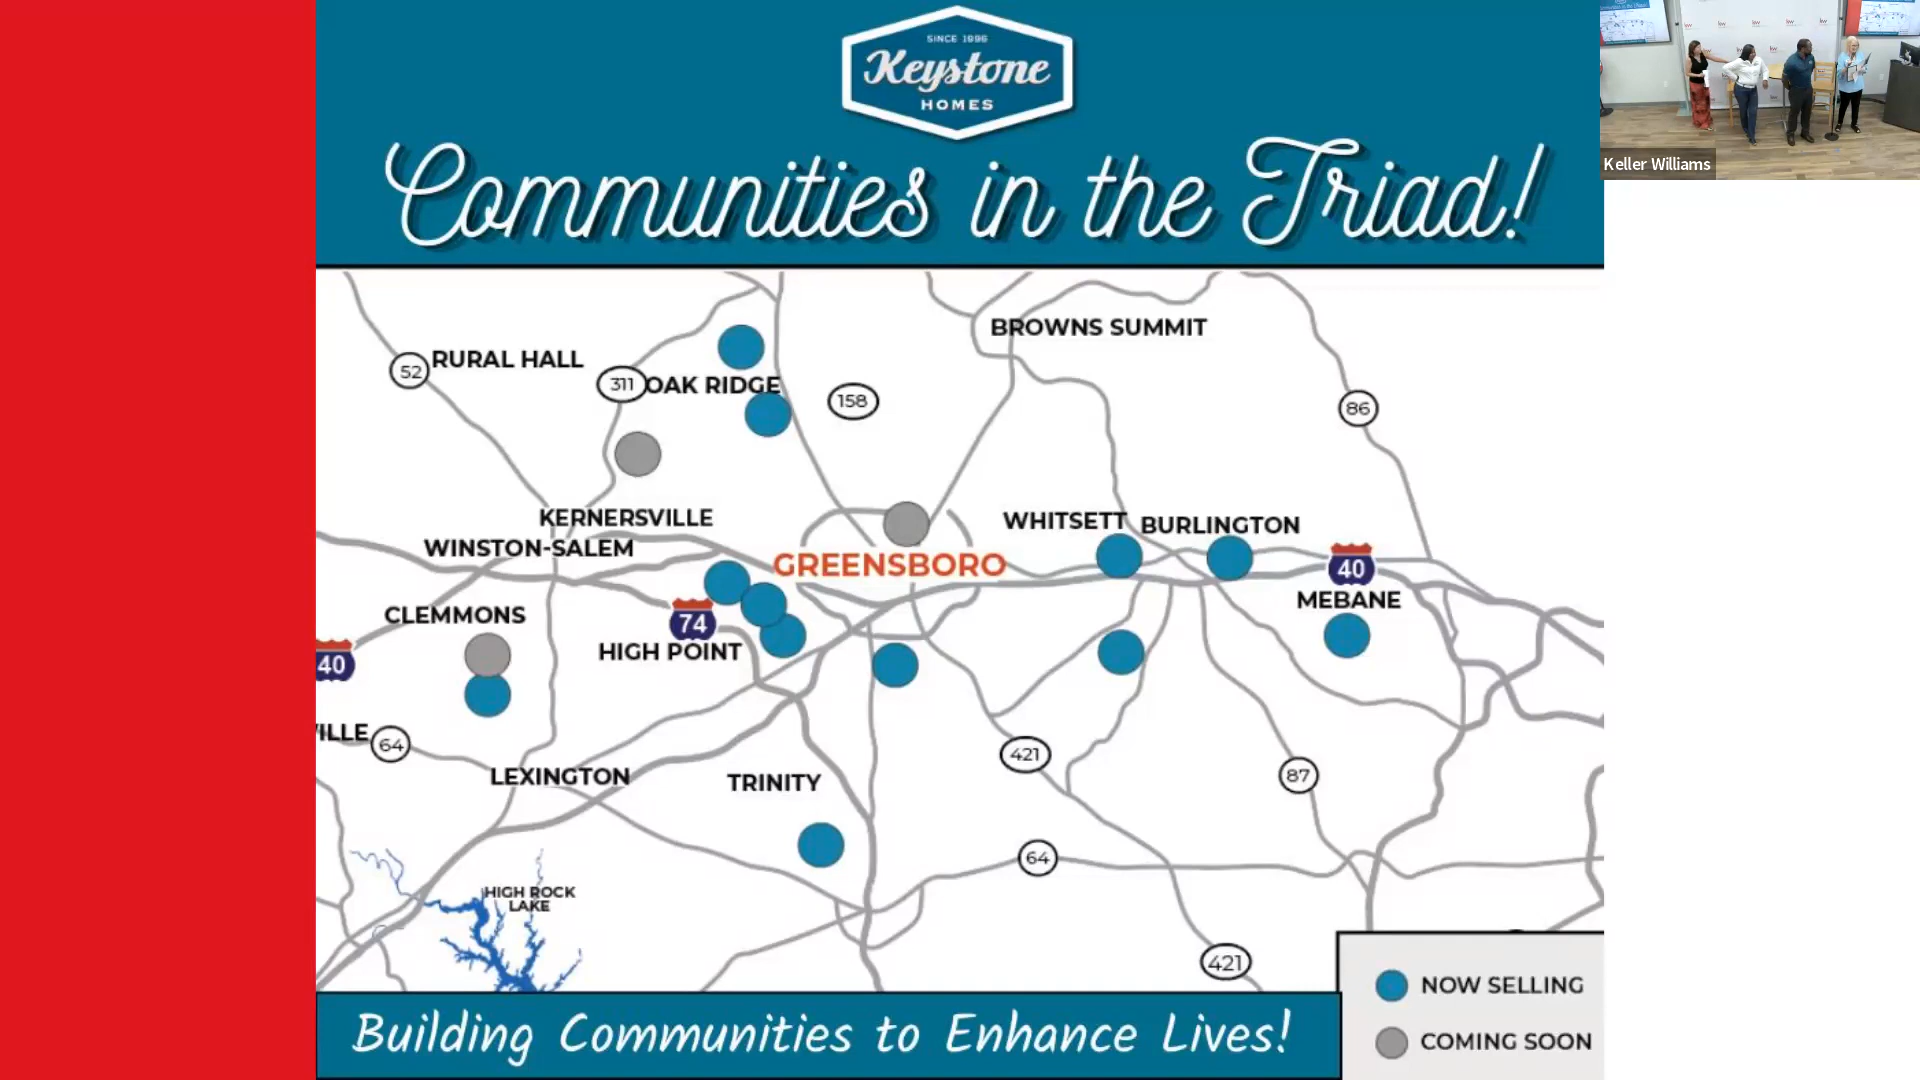 SINCE 1996
Keystone
HOMES
Communities in the Triad!
Keller Williams
BROWNS SUMMIT
52
RURAL HALL
311
OAK RIDGE
158
86
KERNERSVILLE
WINSTON-SALEM
GREENSBORO
WHITSETT
BURLINGTON
40
MEBANE
CLEMMONS
74
HIGH POINT
40
VILLE
64
LEXINGTON
TRINITY
421
87
64
HIGH ROCK
LAKE
421
NOW SELLING
COMING SOON
Building Communities to Enhance Lives!